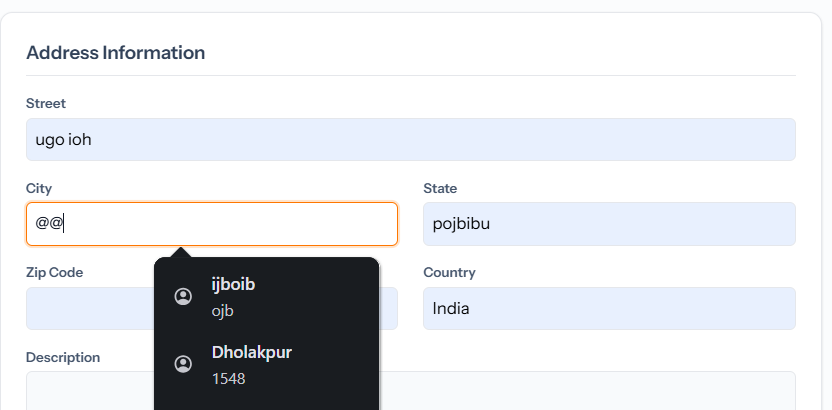 Address Information
Street
ugo ioh
City
State
@@
pojbibu
Zip Code
Country
ijboib
ojb
India
Dholakpur
1548
Description